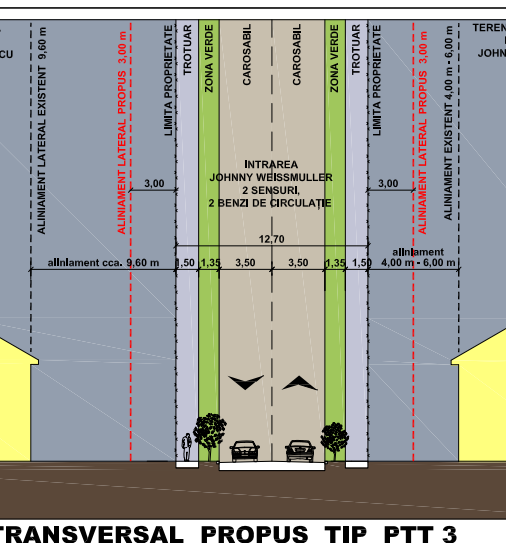 CU
ALINIAMENT LATERAL EXISTENT 9,60 m
ALINIAMENT LATERAL PROPUS 3,00 m
LIMITA PROPRIETATE
TROTUAR
ZONA VERDE
CAROSABIL
CAROSABIL
ZONA VERDE
TROTUAR
LIMITA PROPRIETATE
ALINIAMENT LATERAL PROPUS 3,00 m
ALINIAMENT EXISTENT 4,00 m - 6,00 m
TEREN
JOHN
INTRAREA
JOHNNY WEISSMULLER
2 SENSURI,
2 BENZI DE CIRCULAȚIE
3,00
3,00
12,70
aliniament cca. 9,60 m
1,50
1,35
3,50
3,50
1,35
1,50
aliniament
4,00 m - 6,00 m
TRANSVERSAL PROPUS TIP PTT 3